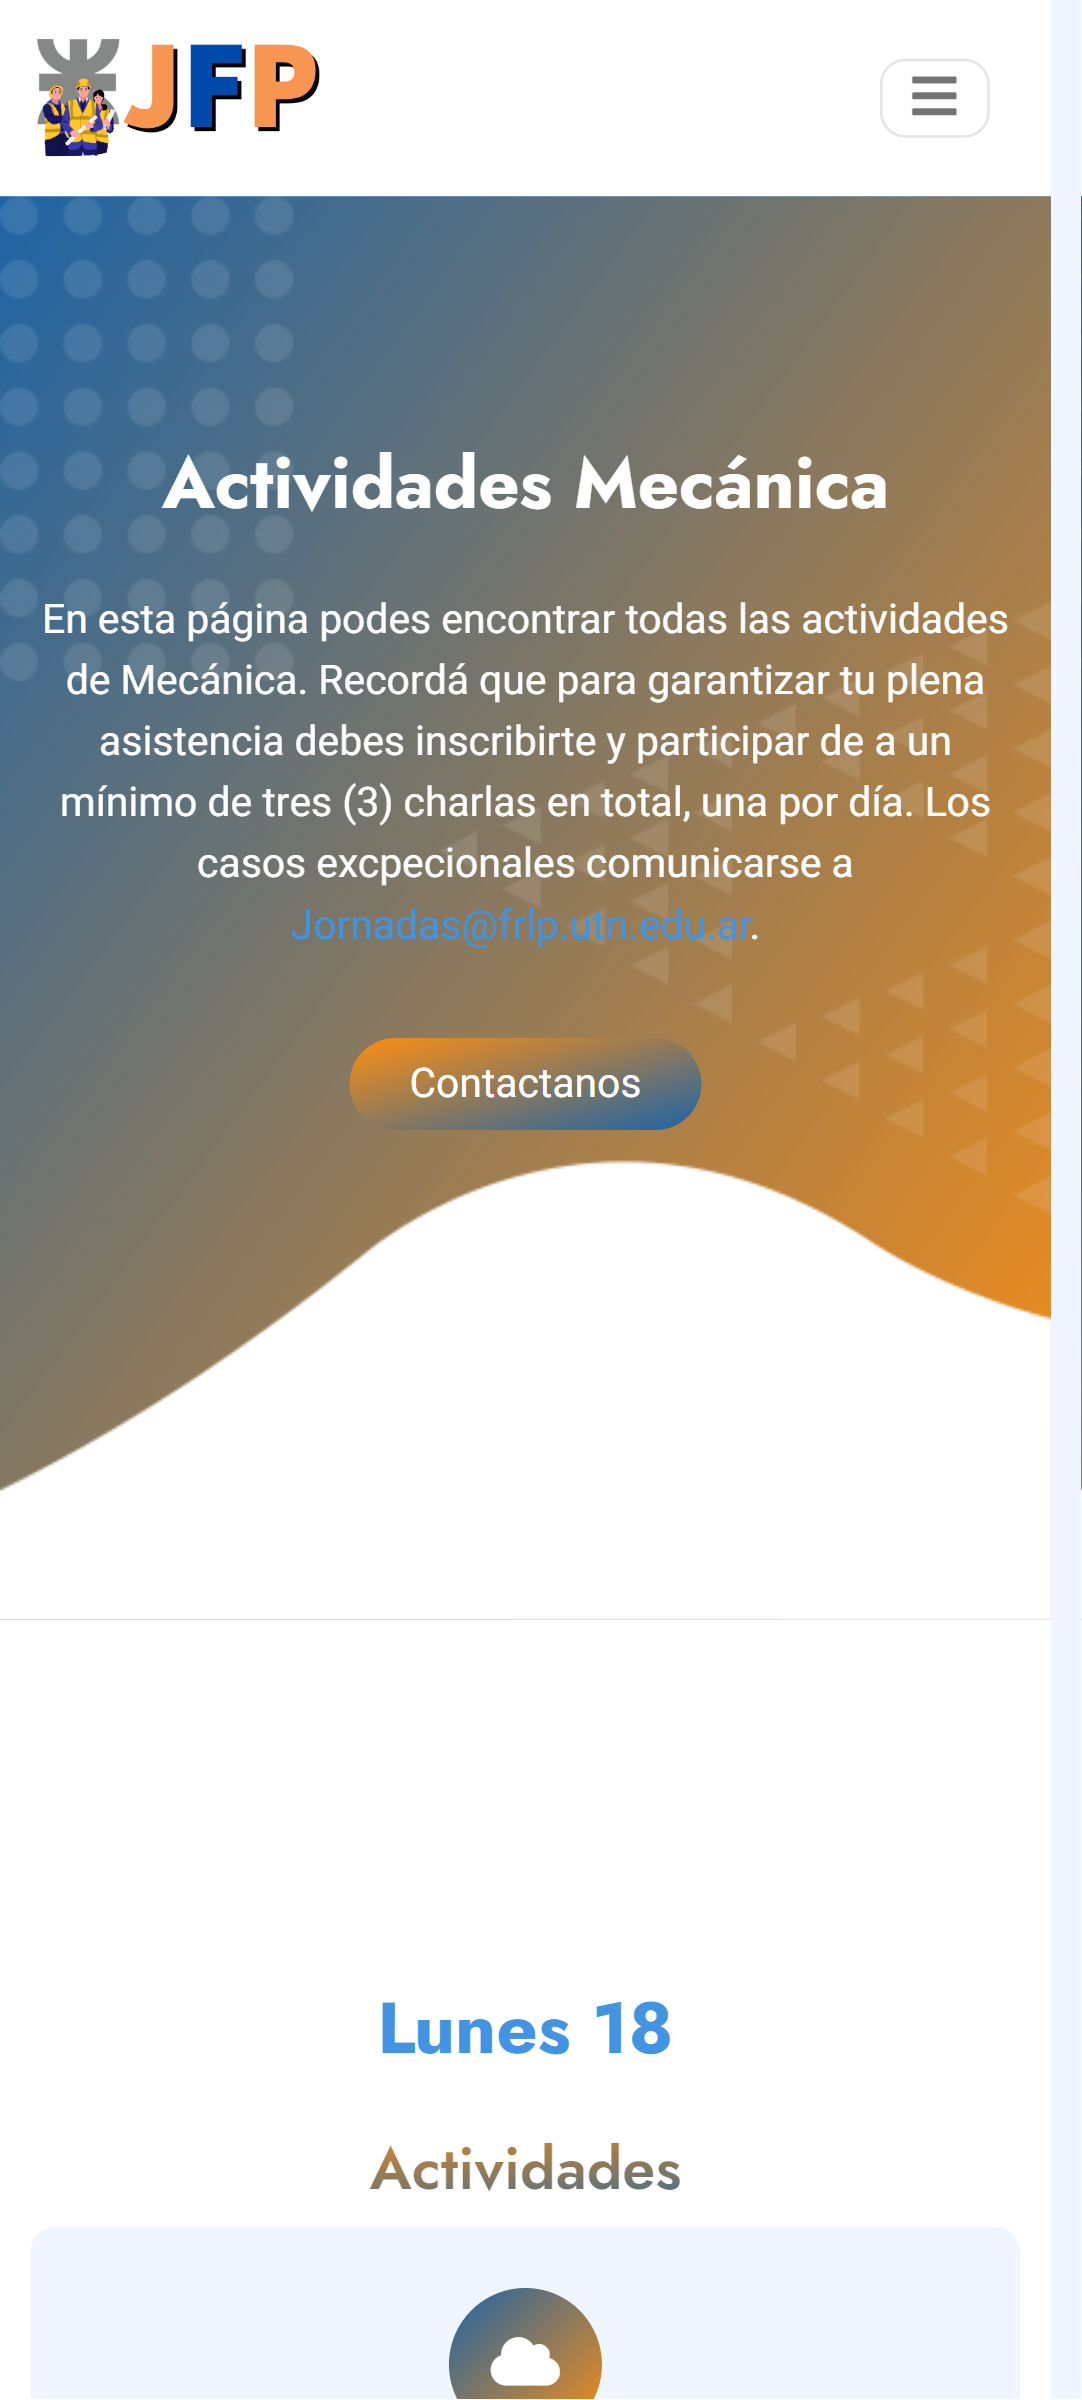 JFP
Actividades Mecánica
En esta página podes encontrar todas las actividades
de Mecánica. Recordá que para garantizar tu plena
asistencia debes inscribirte y participar de a un
mínimo de tres (3) charlas en total, una por día. Los
casos excpecionales comunicarse a
Jornadas@frlp.utn.edu.ar.
Contactanos
Lunes 18
Actividades